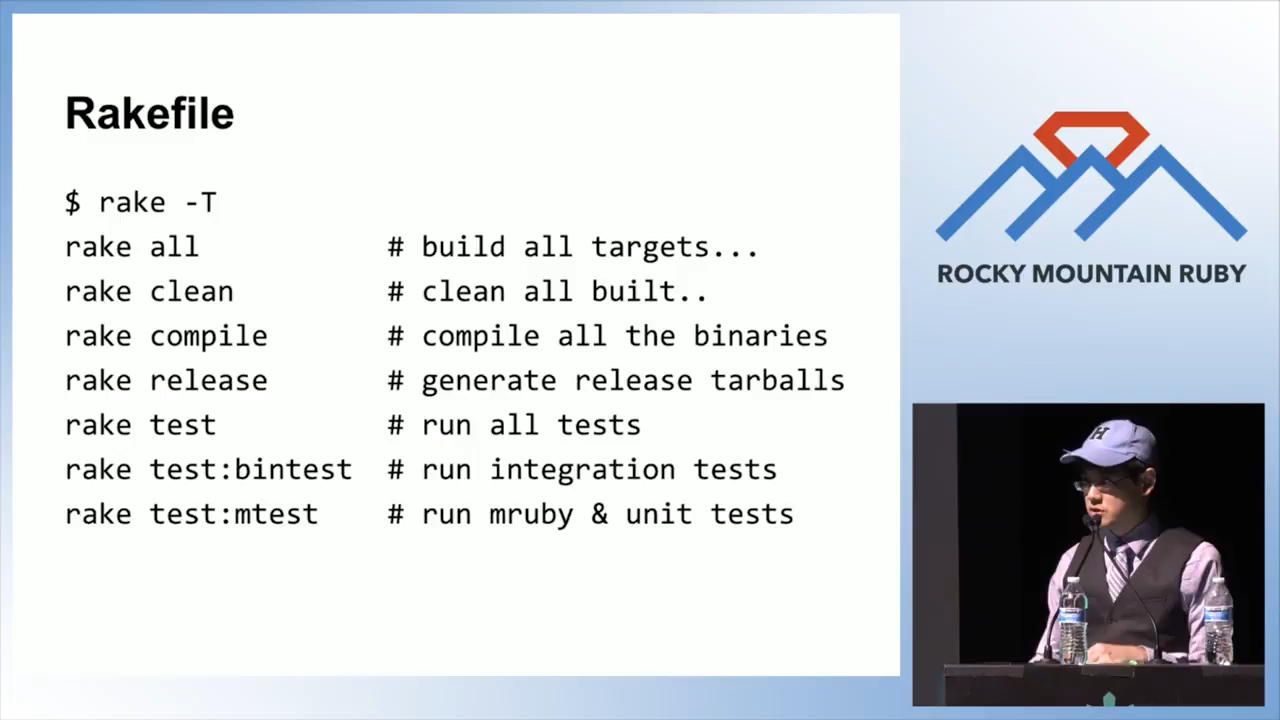 Rakefile
$ rake -T
rake all # build all targets...
rake clean # clean all built..
rake compile # compile all the binaries
rake release # generate release tarballs
rake test # run all tests
rake test:bintest # run integration tests
rake test:mtest # run mruby & unit tests
ROCKY MOUNTAIN RUBY
H